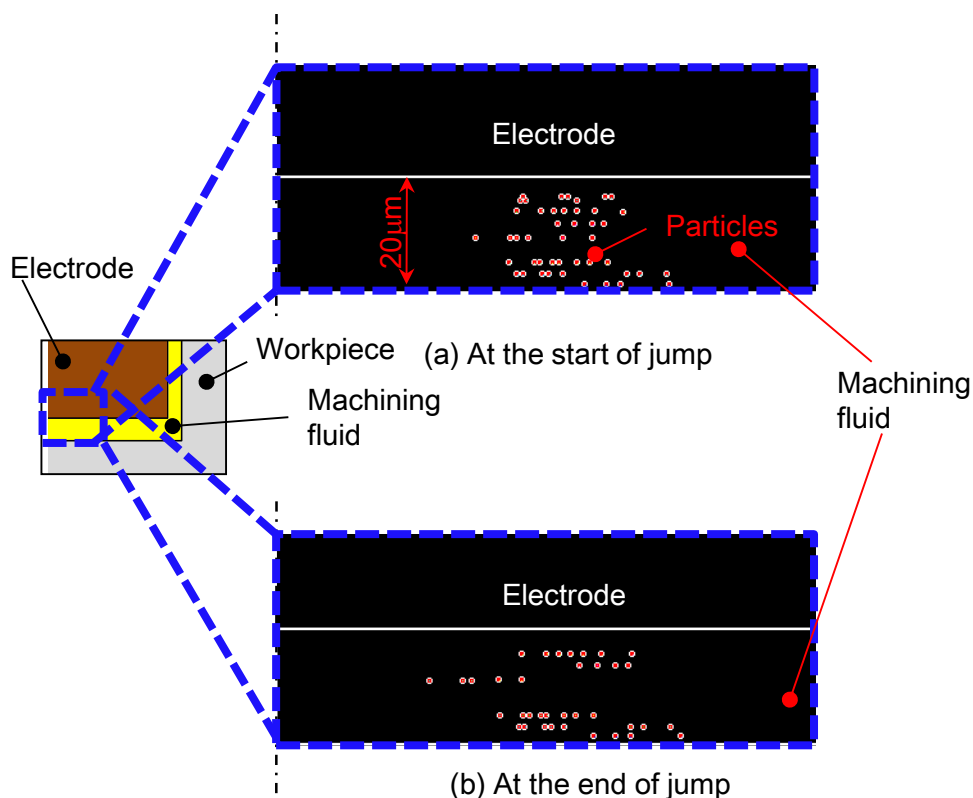 Electrode
20μm
Particles
Electrode
Workpiece
(a) At the start of jump
Machining
fluid
Machining
fluid
Electrode
(b) At the end of jump